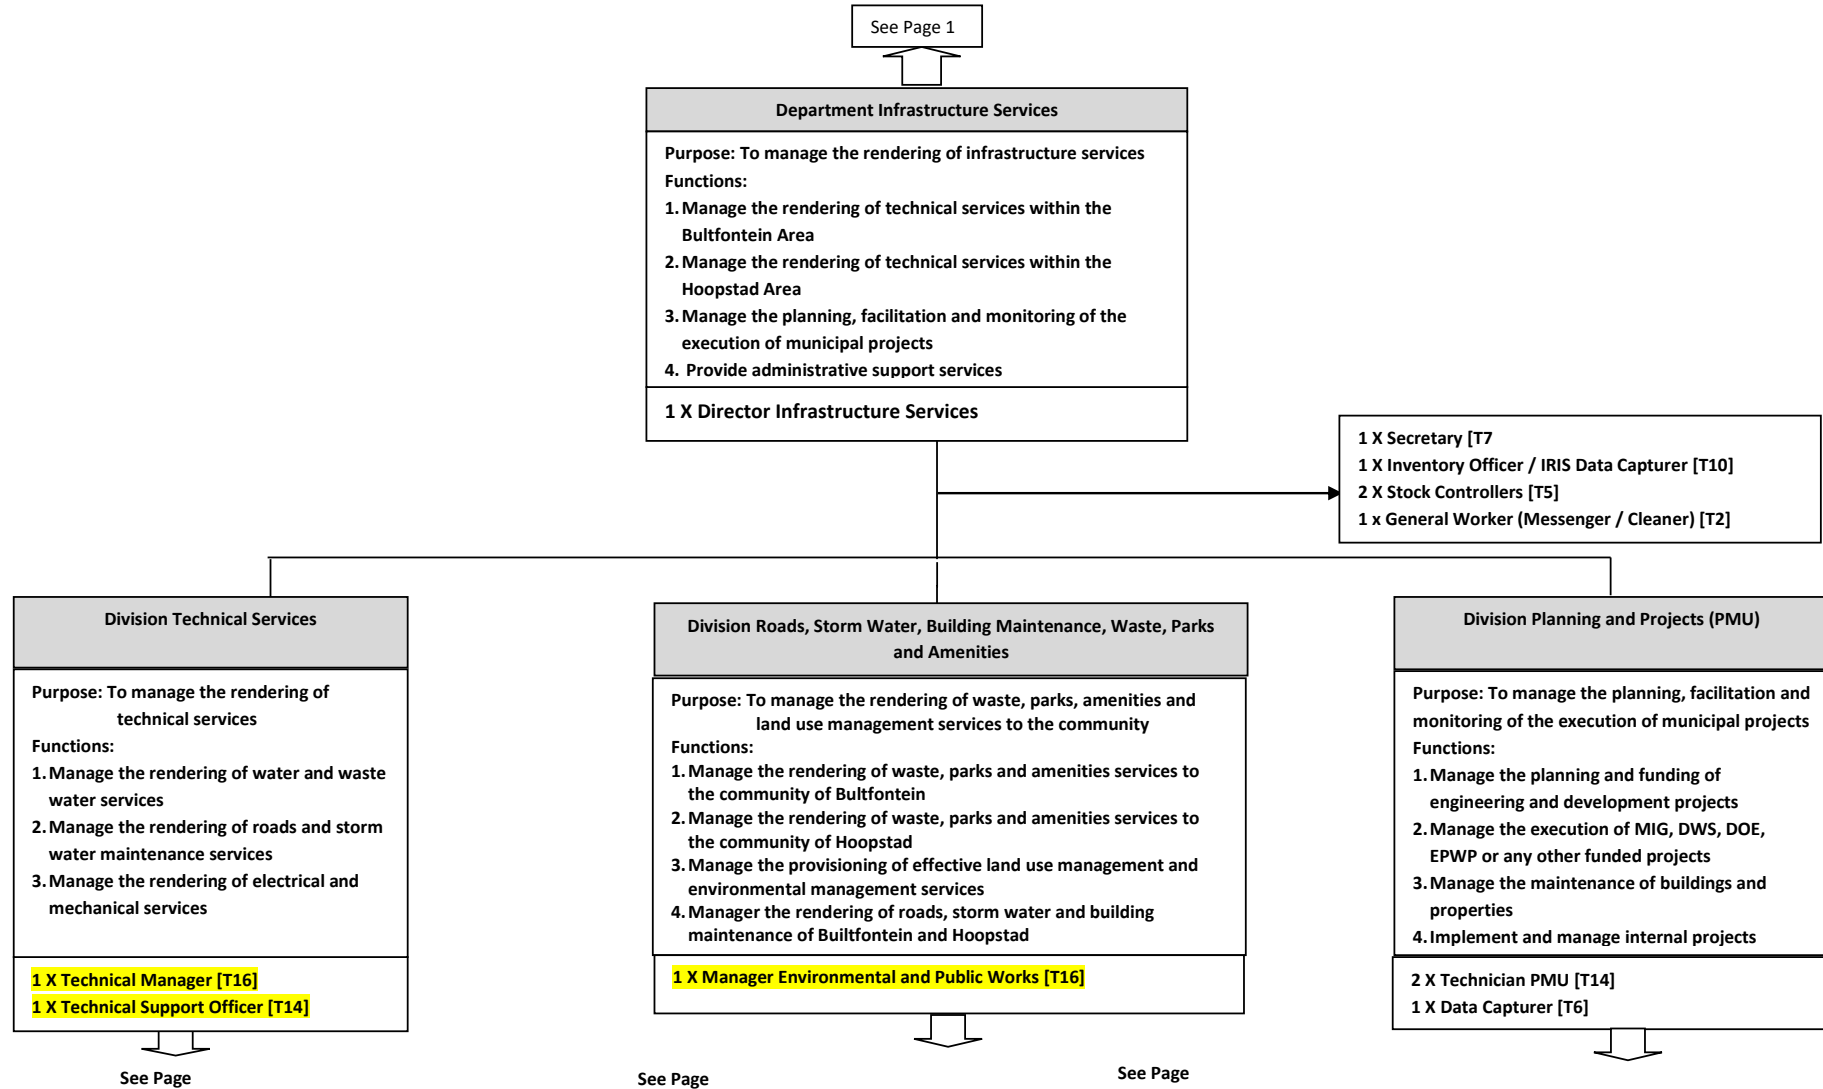 See Page 1
Department Infrastructure Services
Purpose: To manage the rendering of infrastructure services
Functions:
1. Manage the rendering of technical services within the
Bultfontein Area
2. Manage the rendering of technical services within the
Hoopstad Area
3. Manage the planning, facilitation and monitoring of the
execution of municipal projects
4. Provide administrative support services
1 X Director Infrastructure Services
1 X Secretary [T7
1 X Inventory Officer / IRIS Data Capturer [T10]
2 X Stock Controllers [T5]
1 x General Worker (Messenger / Cleaner) [T2]
Division Technical Services
Purpose: To manage the rendering of
technical services
Functions:
1. Manage the rendering of water and waste
water services
2. Manage the rendering of roads and storm
water maintenance services
3. Manage the rendering of electrical and
mechanical services
1 X Technical Manager [T16]
1 X Technical Support Officer [T14]
See Page
Division Roads, Storm Water, Building Maintenance, Waste, Parks
and Amenities
Purpose: To manage the rendering of waste, parks, amenities and
land use management services to the community
Functions:
1. Manage the rendering of waste, parks and amenities services to
the community of Bultfontein
2. Manage the rendering of waste, parks and amenities services to
the community of Hoopstad
3. Manage the provisioning of effective land use management and
environmental management services
4. Manager the rendering of roads, storm water and building
maintenance of Builtfontein and Hoopstad
1 X Manager Environmental and Public Works [T16]
See Page
Division Planning and Projects (PMU)
Purpose: To manage the planning, facilitation and
monitoring of the execution of municipal projects
Functions:
1. Manage the planning and funding of
engineering and development projects
2. Manage the execution of MIG, DWS, DOE,
EPWP or any other funded projects
3. Manage the maintenance of buildings and
properties
4. Implement and manage internal projects
2 X Technician PMU [T14]
1 X Data Capturer [T6]
See Page